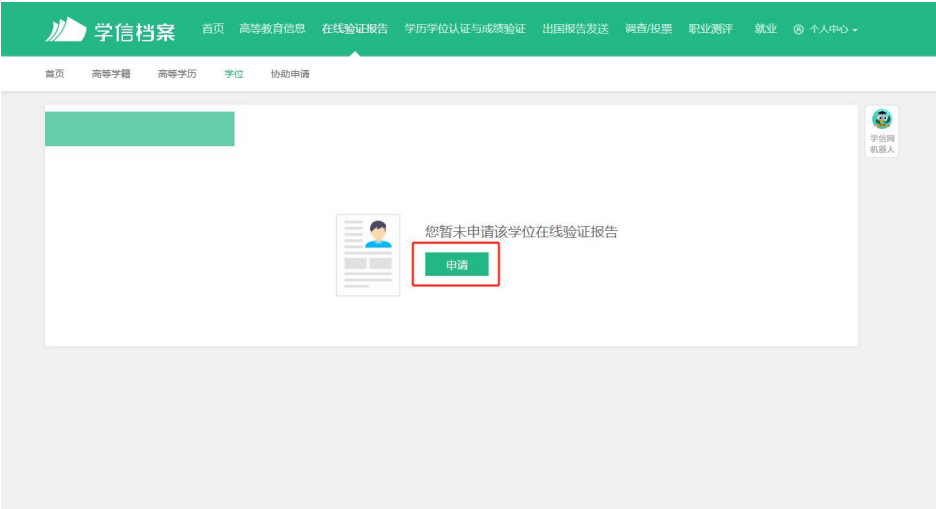 学信档案 首页 高等教育信息 在线验证报告 学历学位认证与成绩验证 出国报告发送 调查/投票 职业测评 就业 个人中心
首页 高等学籍 高等学历 学位 协助申请
学信网
机器人
您暂未申请该学位在线验证报告
申请